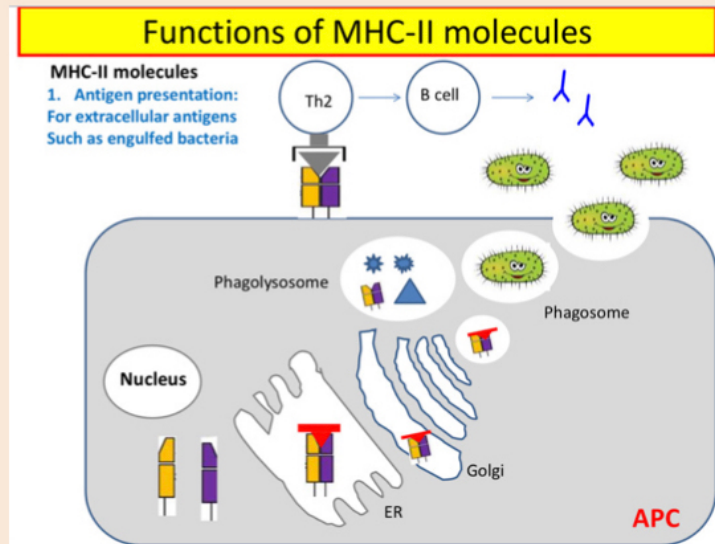 Functions of MHC-II molecules
MHC-II molecules
1. Antigen presentation:
For extracellular antigens
Such as engulfed bacteria
Th2
B cell
Phagolysosome
Phagosome
Nucleus
Golgi
ER
APC